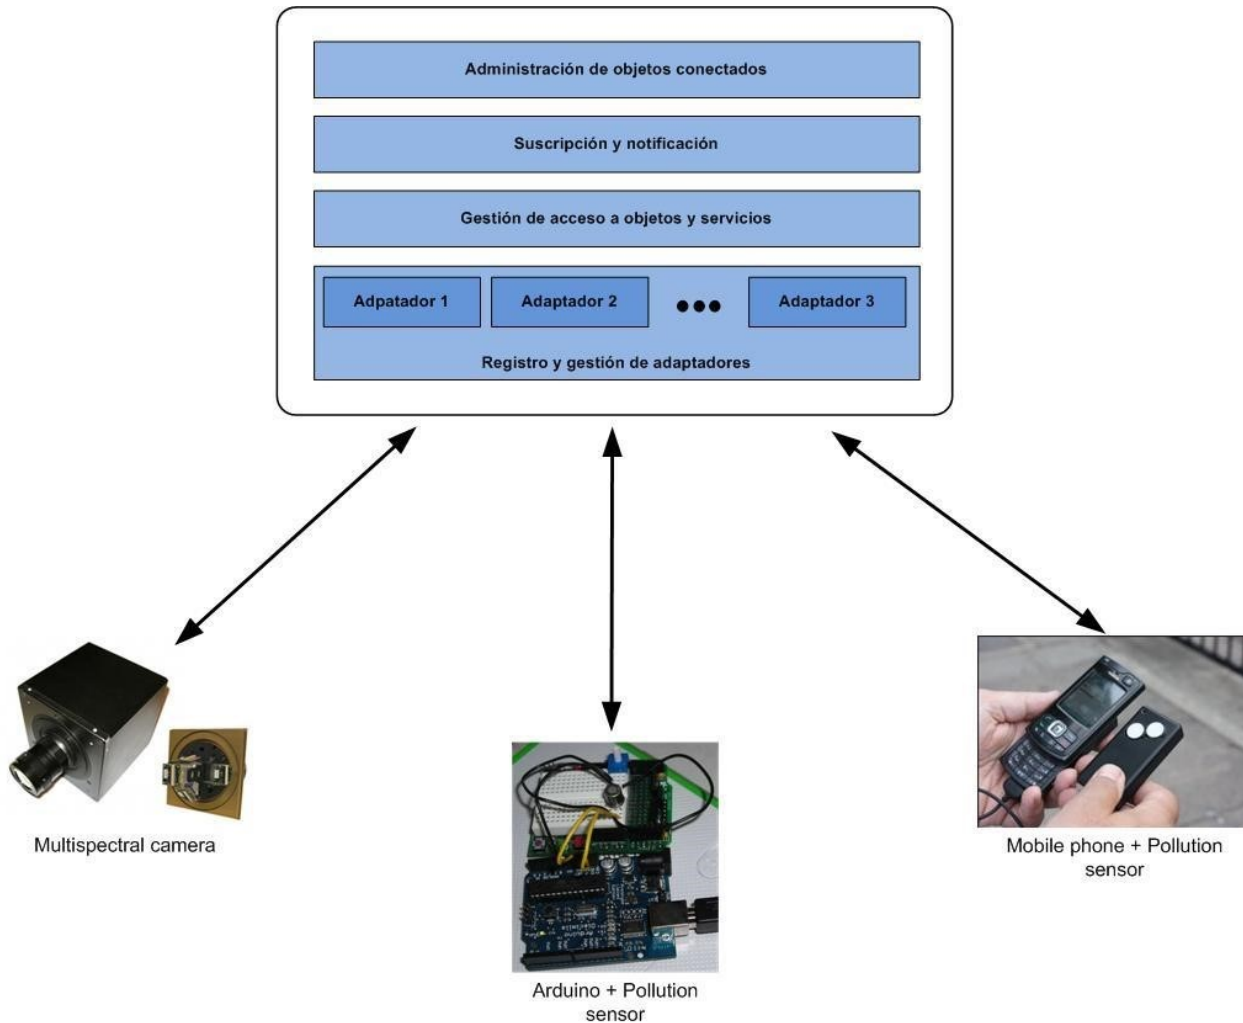 Administración de objetos conectados
Suscripción y notificación
Gestión de acceso a objetos y servicios
Adpatador 1
Adaptador 2
Adaptador 3
Registro y gestión de adaptadores
Multispectral camera
Arduino + Pollution
sensor
Mobile phone + Pollution
sensor